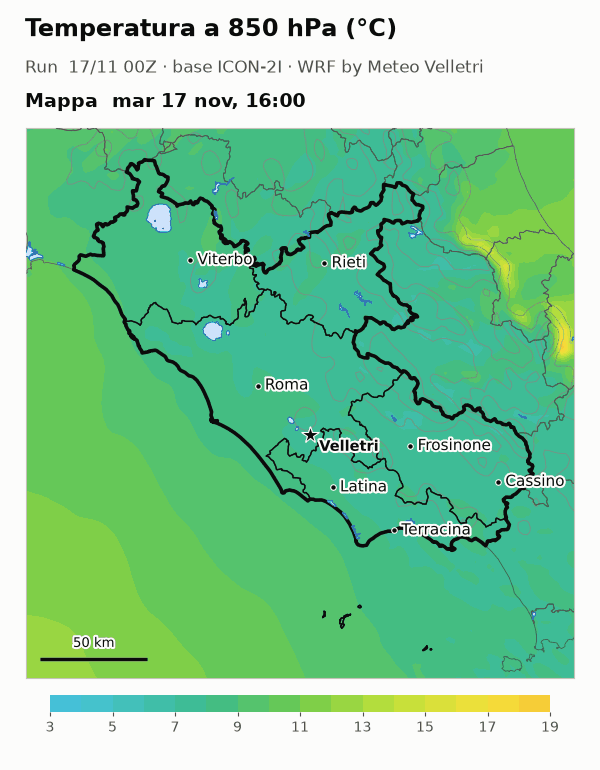 Temperatura a 850 hPa (°C)
Run  17/11 00Z · base ICON-2I · WRF by Meteo Velletri
Mappa  mar 17 nov, 16:00
Viterbo
Rieti
Roma
Velletri
Frosinone
Latina
Cassino
Terracina
50 km
3 5 7 9 11 13 15 17 19